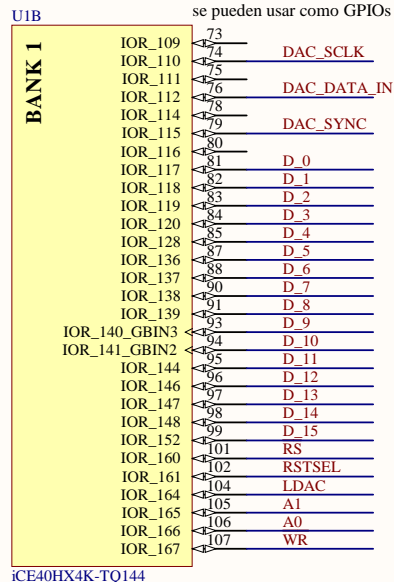 se pueden usar como GPIOs
U1B
BANK 1
IOR_109 73
IOR_110 74 DAC_SCLK
IOR_111 75
IOR_112 76 DAC_DATA_IN
IOR_114 78
IOR_115 79 DAC_SYNC
IOR_116 80
IOR_117 81 D_0
IOR_118 82 D_1
IOR_119 83 D_2
IOR_120 84 D_3
IOR_128 85 D_4
IOR_136 87 D_5
IOR_137 88 D_6
IOR_138 90 D_7
IOR_139 91 D_8
IOR_140_GBIN3 93 D_9
IOR_141_GBIN2 94 D_10
IOR_144 95 D_11
IOR_146 96 D_12
IOR_147 97 D_13
IOR_148 98 D_14
IOR_152 99 D_15
IOR_160 101 RS
IOR_161 102 RSTSEL
IOR_164 104 LDAC
IOR_165 105 A1
IOR_166 106 A0
IOR_167 107 WR
iCE40HX4K-TQ144